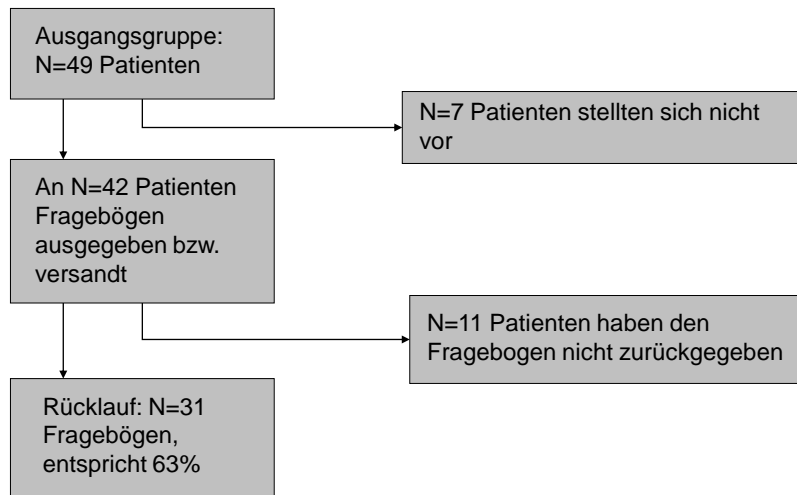 Ausgangsgruppe:
N=49 Patienten
N=7 Patienten stellten sich nicht
vor
An N=42 Patienten
Fragebögen
ausgegeben bzw.
versandt
N=11 Patienten haben den
Fragebogen nicht zurückgegeben
Rücklauf: N=31
Fragebögen,
entspricht 63%